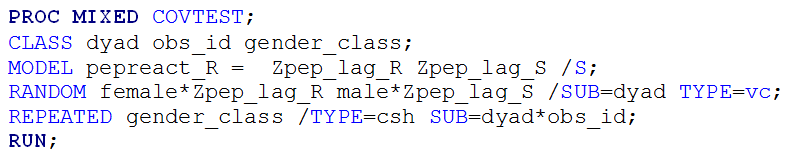 PROC MIXED COVTEST;
CLASS dyad obs_id gender_class;
MODEL pepreact_R =  Zpep_lag_R Zpep_lag_S /S;
RANDOM female*Zpep_lag_R male*Zpep_lag_S /SUB=dyad TYPE=vc;
REPEATED gender_class /TYPE=csh SUB=dyad*obs_id;
RUN;